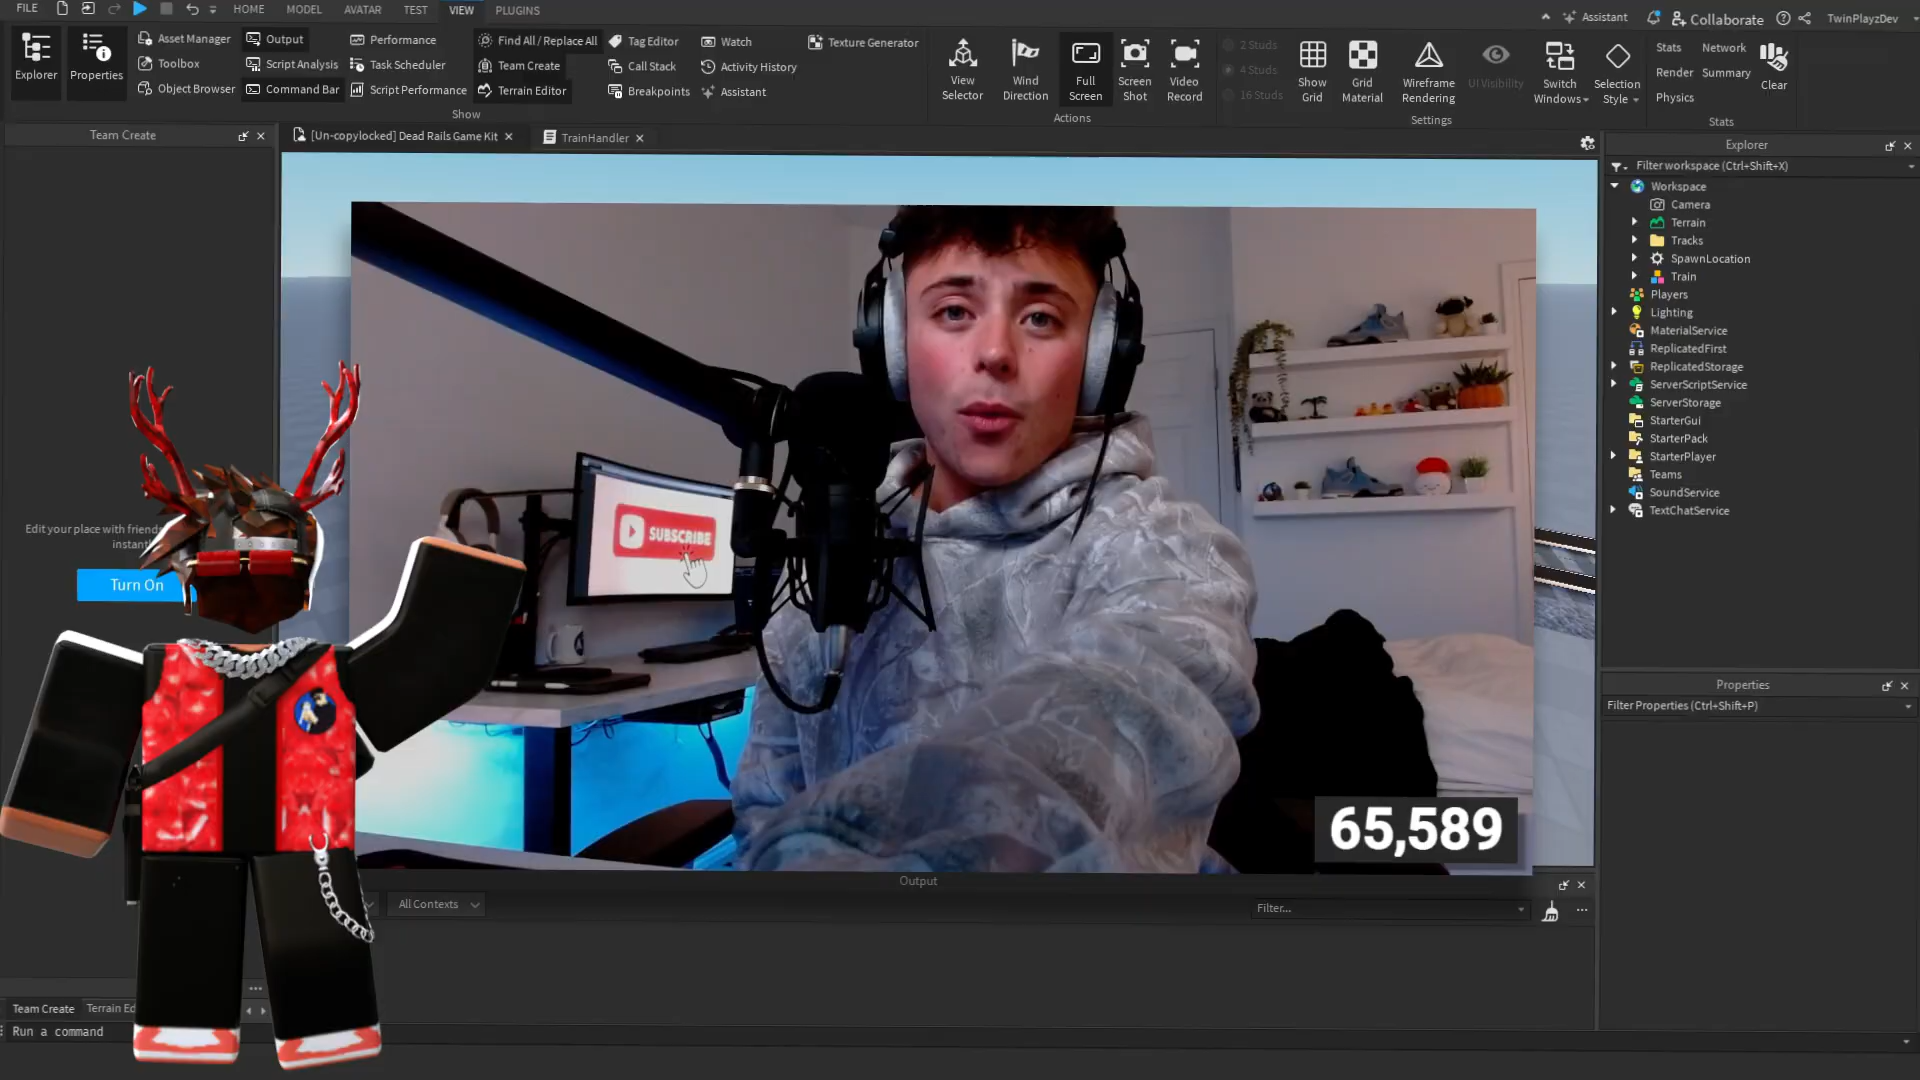 FILE
HOME
MODEL
AVATAR
TEST
VIEW
PLUGINS
Assistant
Collaborate
TwinPlayzDev
Explorer
Properties
Asset Manager
Toolbox
Object Browser
Output
Script Analysis
Command Bar
Performance
Task Scheduler
Script Performance
Find All / Replace All
Team Create
Terrain Editor
Tag Editor
Call Stack
Breakpoints
Watch
Activity History
Assistant
Texture Generator
Show
View
Selector
Wind
Direction
Full
Screen
Screen
Shot
Video
Record
Actions
2 Studs
4 Studs
16 Studs
Show
Grid
Grid
Material
Wireframe
Rendering
UI Visibility
Switch
Windows
Selection
Style
Settings
Stats
Network
Render
Summary
Physics
Clear
Stats
Team Create
[Un-copylocked] Dead Rails Game Kit
TrainHandler
Edit your place with friends
Turn On
SUBSCRIBE
65,589
Explorer
Filter workspace (Ctrl+Shift+X)
Workspace
Camera
Terrain
Tracks
SpawnLocation
Train
Players
Lighting
MaterialService
ReplicatedFirst
ReplicatedStorage
ServerScriptService
ServerStorage
StarterGui
StarterPack
StarterPlayer
Teams
SoundService
TextChatService
Properties
Filter Properties (Ctrl+Shift+P)
Output
All Contexts
Filter...
Team Create
Terrain Ed
Run a command